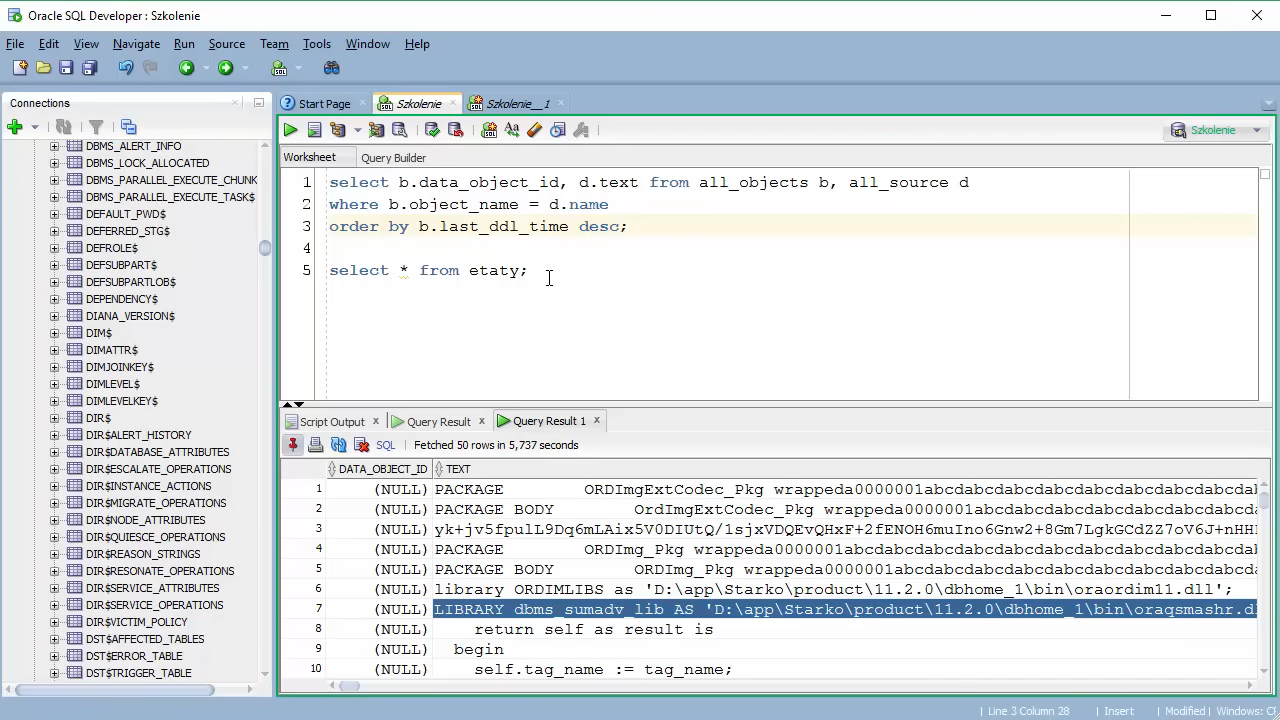 Oracle SQL Developer : Szkolenie
File Edit View Navigate Run Source Team Tools Window Help
Connections
Start Page
Szkolenie
Szkolenie__1
Szkolenie
Worksheet Query Builder
DBMS_ALERT_INFO
DBMS_LOCK_ALLOCATED
DBMS_PARALLEL_EXECUTE_CHUNK
DBMS_PARALLEL_EXECUTE_TASK$
DEFAULT_PWD$
DEFERRED_STG$
DEFROLE$
DEFSUBPART$
DEFSUBPARTLOB$
DEPENDENCY$
DIANA_VERSION$
DIM$
DIMATTR$
DIMJOINKEY$
DIMLEVEL$
DIMLEVELKEY$
DIR$
DIR$ALERT_HISTORY
DIR$DATABASE_ATTRIBUTES
DIR$ESCALATE_OPERATIONS
DIR$INSTANCE_ACTIONS
DIR$MIGRATE_OPERATIONS
DIR$NODE_ATTRIBUTES
DIR$QUIESCE_OPERATIONS
DIR$REASON_STRINGS
DIR$RESONATE_OPERATIONS
DIR$SERVICE_ATTRIBUTES
DIR$SERVICE_OPERATIONS
DIR$VICTIM_POLICY
DST$AFFECTED_TABLES
DST$ERROR_TABLE
DST$TRIGGER_TABLE
1 select b.data_object_id, d.text from all_objects b, all_source d
2 where b.object_name = d.name
3 order by b.last_ddl_time desc;
4
5 select * from etaty;
Script Output Query Result Query Result 1
SQL Fetched 50 rows in 5,737 seconds
DATA_OBJECT_ID TEXT
1 (NULL) PACKAGE ORDImgExtCodec_Pkg wrappeda0000001abcdabcdabcdabcdabcdabcdabcdab
2 (NULL) PACKAGE BODY OrdImgExtCodec_Pkg wrappeda0000001abcdabcdabcdabcdabcdabcda
3 (NULL) yk+jv5fpulL9Dq6mLAix5V0DIUtQ/1sjxVDQEvQHxF+2fENOH6muIno6Gnw2+8Gm7LgkGCdZZ7oV6J+nHH
4 (NULL) PACKAGE ORDImg_Pkg wrappeda0000001abcdabcdabcdabcdabcdabcdabcdabcdabcdab
5 (NULL) PACKAGE BODY ORDImg_Pkg wrappeda0000001abcdabcdabcdabcdabcdabcdabcdabcda
6 (NULL) library ORDIMLIBS as 'D:\app\Starko\product\11.2.0\dbhome_1\bin\oraordim11.dll';
7 (NULL) LIBRARY dbms_sumadv_lib AS 'D:\app\Starko\product\11.2.0\dbhome_1\bin\oraqsmashr.dl
8 (NULL) return self as result is
9 (NULL) begin
10 (NULL) self.tag_name := tag_name;
Line 3 Column 28 Insert Modified Windows: C